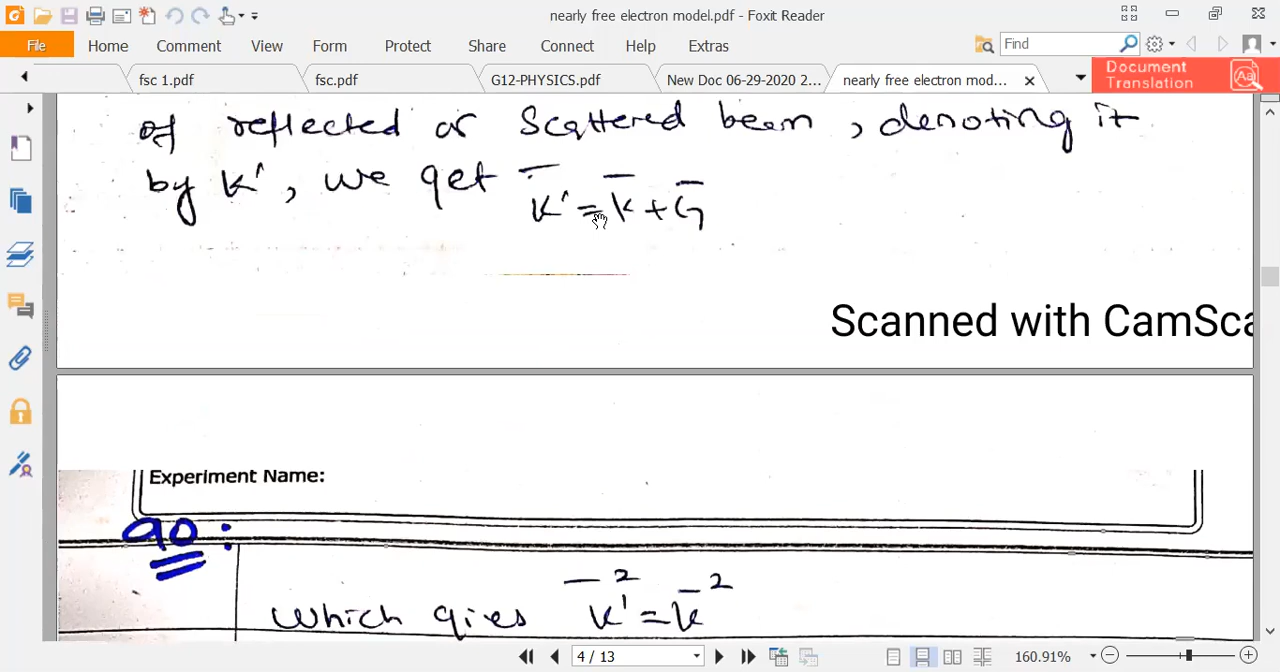 nearly free electron model.pdf - Foxit Reader
File Home Comment View Form Protect Share Connect Help Extras Find
fsc 1.pdf fsc.pdf G12-PHYSICS.pdf New Doc 06-29-2020 2... nearly free electron mod... Document Translation
of reflected or scattered beam, denoting it
by K', we get
K̅' = K̅ + G̅
Scanned with CamSca
Experiment Name:
90:
which gives K̅'² = K̅²
4 / 13 160.91%